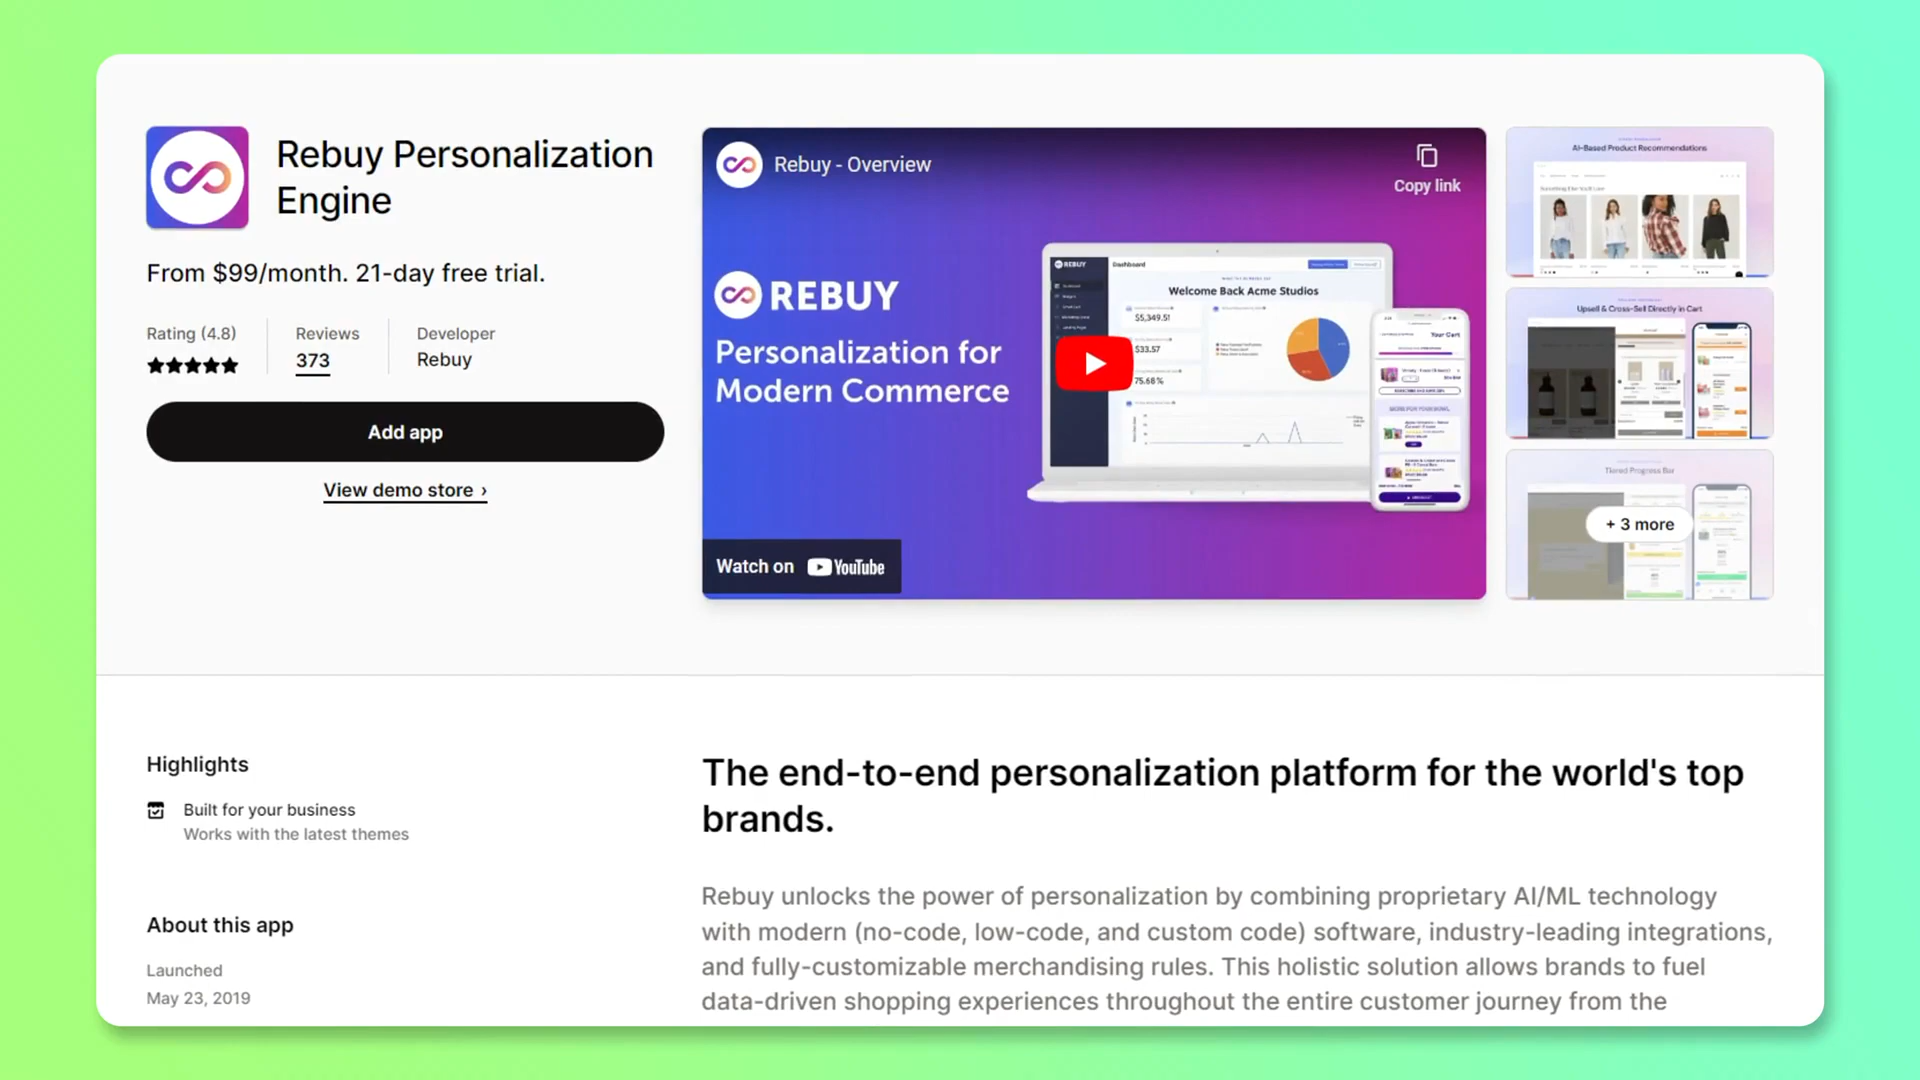 Rebuy Personalization
Engine
From $99/month. 21-day free trial.
Rating (4.8)
Reviews
373
Developer
Rebuy
Add app
View demo store ›
Rebuy - Overview
Copy link
REBUY
Personalization for
Modern Commerce
REBUY
Dashboard
Welcome Back Acme Studios
$5,349.51
$33.57
75.68%
Your Cart
Watch on YouTube
AI-Based Product Recommendations
Something Else You'll Love
Upsell & Cross-Sell Directly in Cart
Tiered Progress Bar
+ 3 more
Highlights
Built for your business
Works with the latest themes
About this app
Launched
May 23, 2019
The end-to-end personalization platform for the world's top
brands.
Rebuy unlocks the power of personalization by combining proprietary AI/ML technology
with modern (no-code, low-code, and custom code) software, industry-leading integrations,
and fully-customizable merchandising rules. This holistic solution allows brands to fuel
data-driven shopping experiences throughout the entire customer journey from the